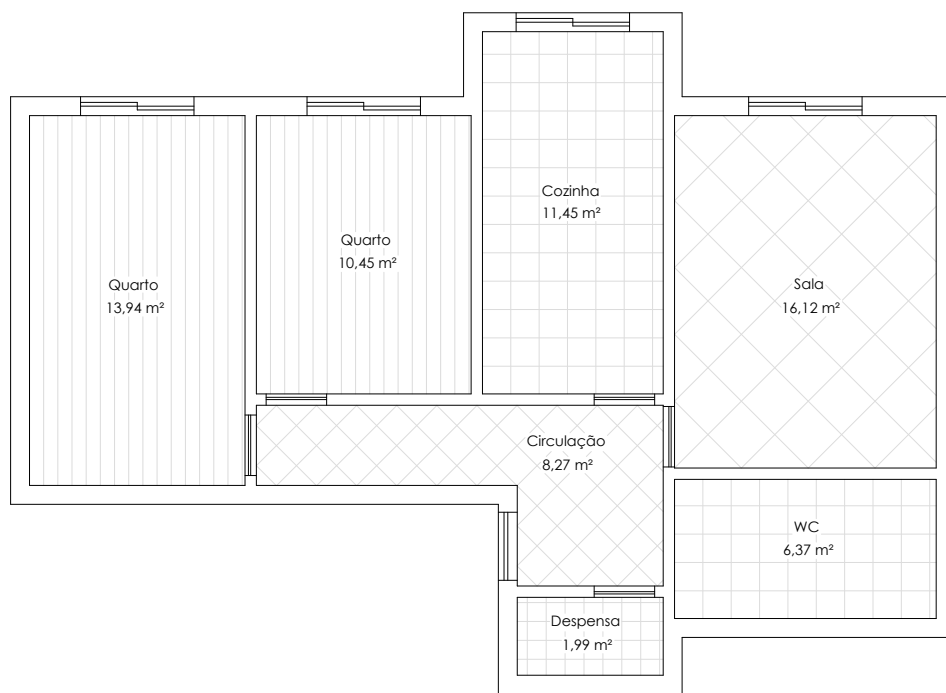 Cozinha
11,45 m²
Quarto
10,45 m²
Quarto
13,94 m²
Sala
16,12 m²
Circulação
8,27 m²
WC
6,37 m²
Despensa
1,99 m²